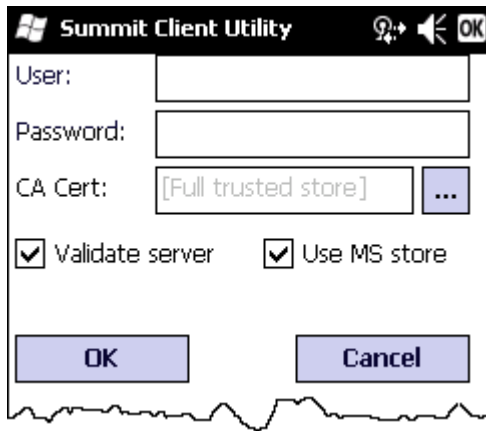 Summit Client Utility OK
User:
Password:
CA Cert: [Full trusted store] ...
Validate server Use MS store
OK Cancel